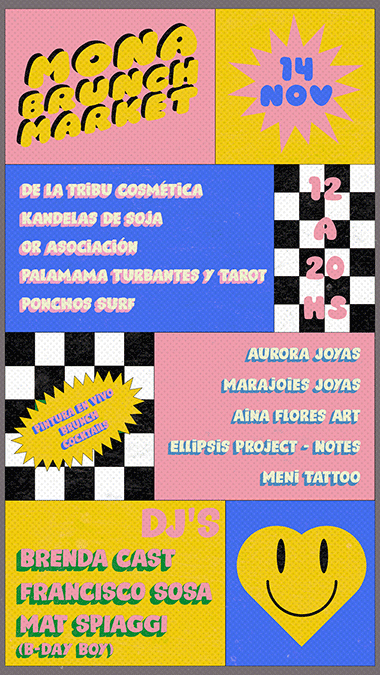 MONA
BRUNCH
MARKET
14
NOV
DE LA TRIBU COSMÉTICA
KANDELAS DE SOJA
OR ASOCIACIÓN
PALAMAMA TURBANTES Y TAROT
PONCHOS SURF
12
A
20
HS
PINTURA EN VIVO
BRUNCH
COCKTAILS
AURORA JOYAS
MARAJOIES JOYAS
AINA FLORES ART
ELLIPSIS PROJECT - NOTES
MENI TATTOO
DJ'S
BRENDA CAST
FRANCISCO SOSA
MAT SPIAGGI
(B-DAY BOY)